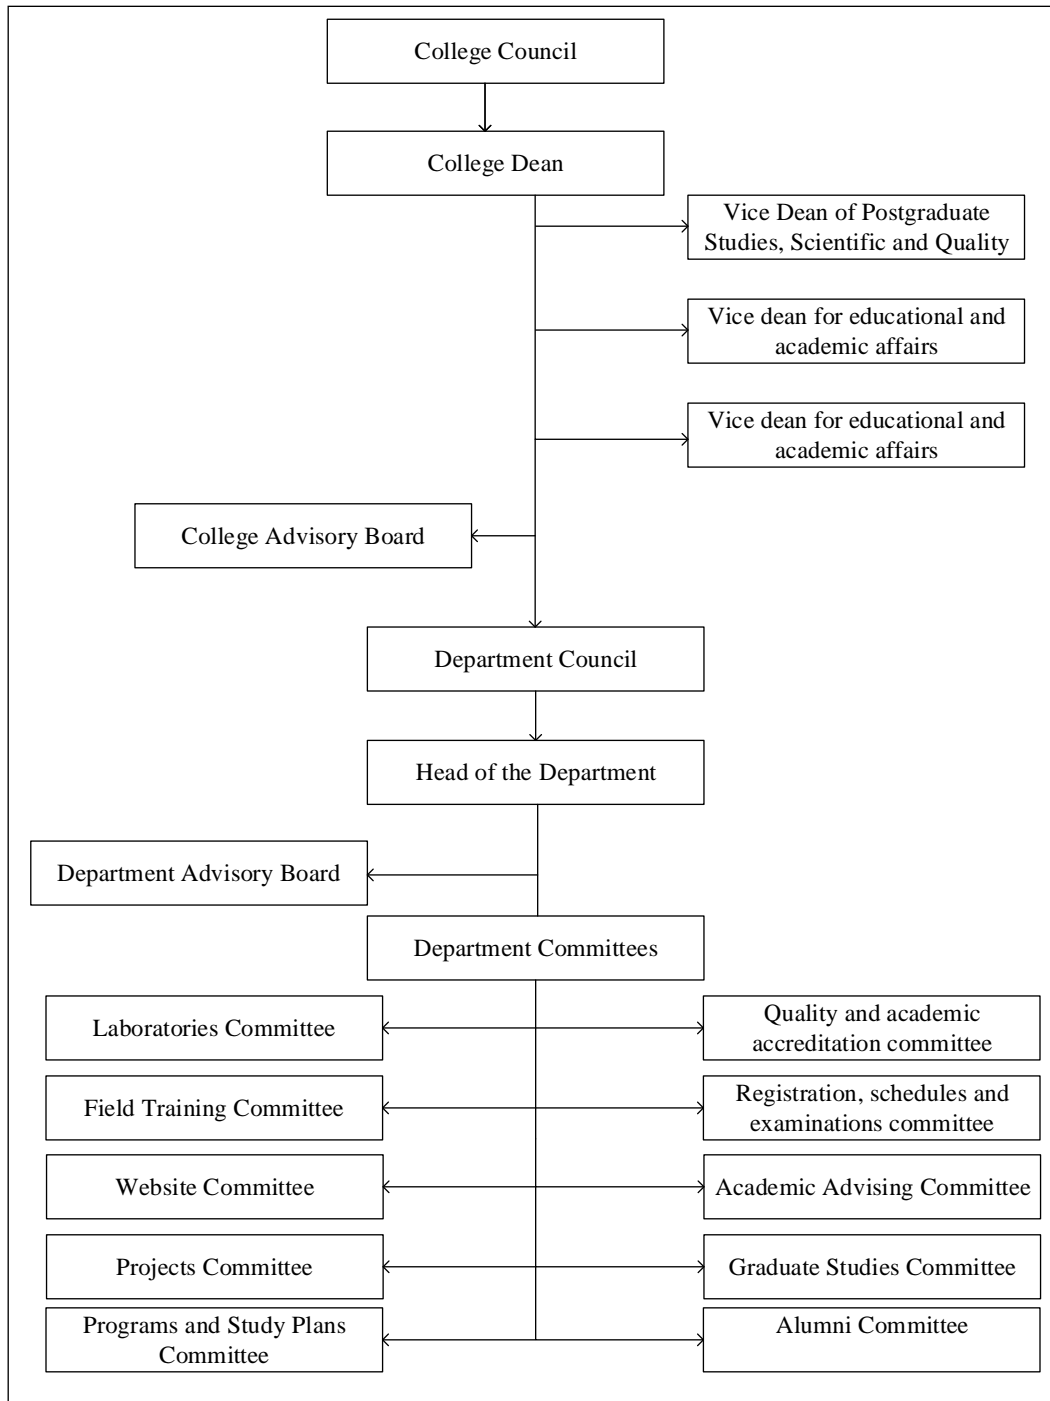 College Council
College Dean
Vice Dean of Postgraduate
Studies, Scientific and Quality
Vice dean for educational and
academic affairs
Vice dean for educational and
academic affairs
College Advisory Board
Department Council
Head of the Department
Department Advisory Board
Department Committees
Laboratories Committee
Quality and academic
accreditation committee
Field Training Committee
Registration, schedules and
examinations committee
Website Committee
Academic Advising Committee
Projects Committee
Graduate Studies Committee
Programs and Study Plans
Committee
Alumni Committee